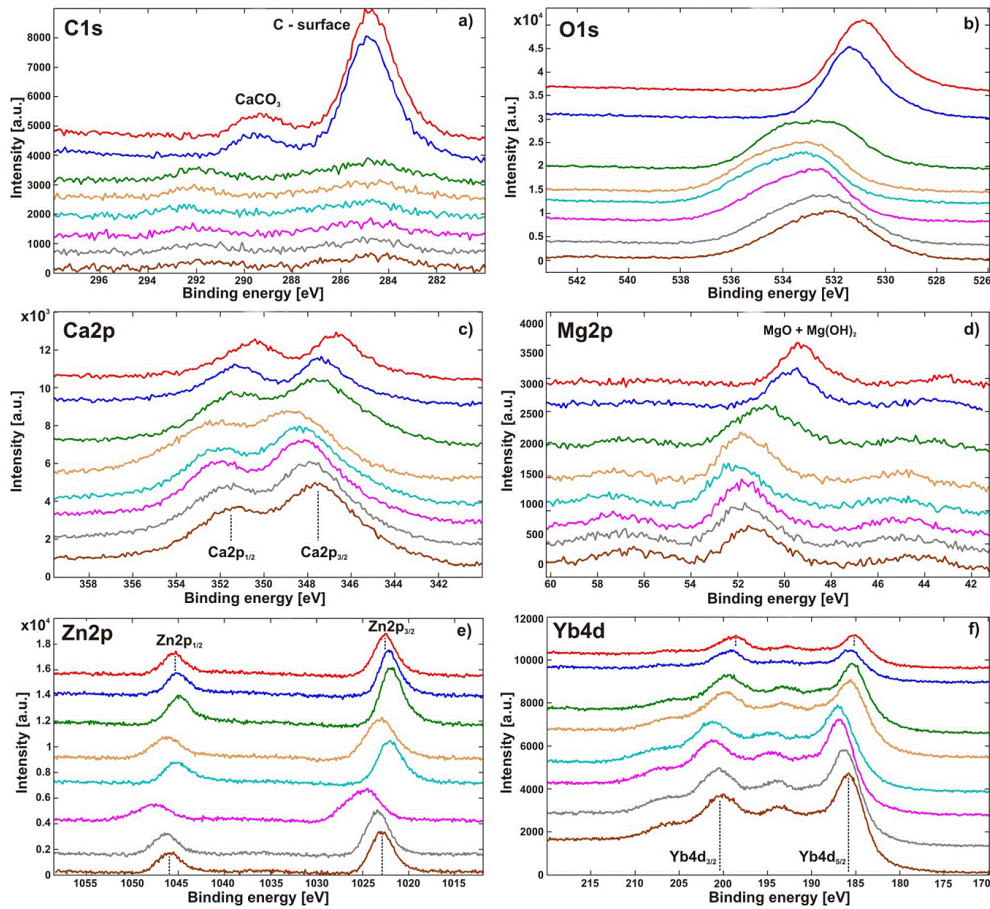 C1s
C - surface
a)
CaCO₃
Intensity [a.u.]
8000
7000
6000
5000
4000
3000
2000
1000
0
296 294 292 290 288 286 284 282
Binding energy [eV]
x10⁴
O1s
b)
Intensity [a.u.]
5
4.5
4
3.5
3
2.5
2
1.5
1
0.5
0
542 540 538 536 534 532 530 528 526
Binding energy [eV]
x10³
Ca2p
c)
Intensity [a.u.]
12
10
8
6
4
2
0
Ca2p₁/₂ Ca2p₃/₂
358 356 354 352 350 348 346 344 342
Binding energy [eV]
Mg2p
MgO + Mg(OH)₂
d)
Intensity [a.u.]
4000
3500
3000
2500
2000
1500
1000
500
500
0
60 58 56 54 52 50 49 46 44 42
Binding energy [eV]
x10⁴
Zn2p
Zn2p₁/₂
Zn2p₃/₂
e)
Intensity [a.u.]
1.8
1.6
1.4
1.2
1
0.8
0.6
0.4
0.2
0
1055 1050 1045 1040 1035 1030 1025 1020 1015
Binding energy [eV]
Yb4d
f)
Intensity [a.u.]
12000
10000
8000
6000
4000
2000
0
Yb4d₃/₂ Yb4d₅/₂
215 210 205 200 195 190 185 180 175 170
Binding energy [eV]